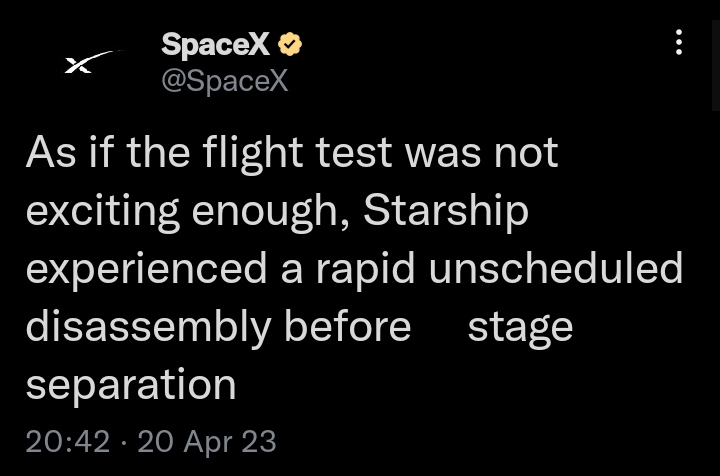 SpaceX
@SpaceX
As if the flight test was not
exciting enough, Starship
experienced a rapid unscheduled
disassembly before stage
separation
20:42 · 20 Apr 23